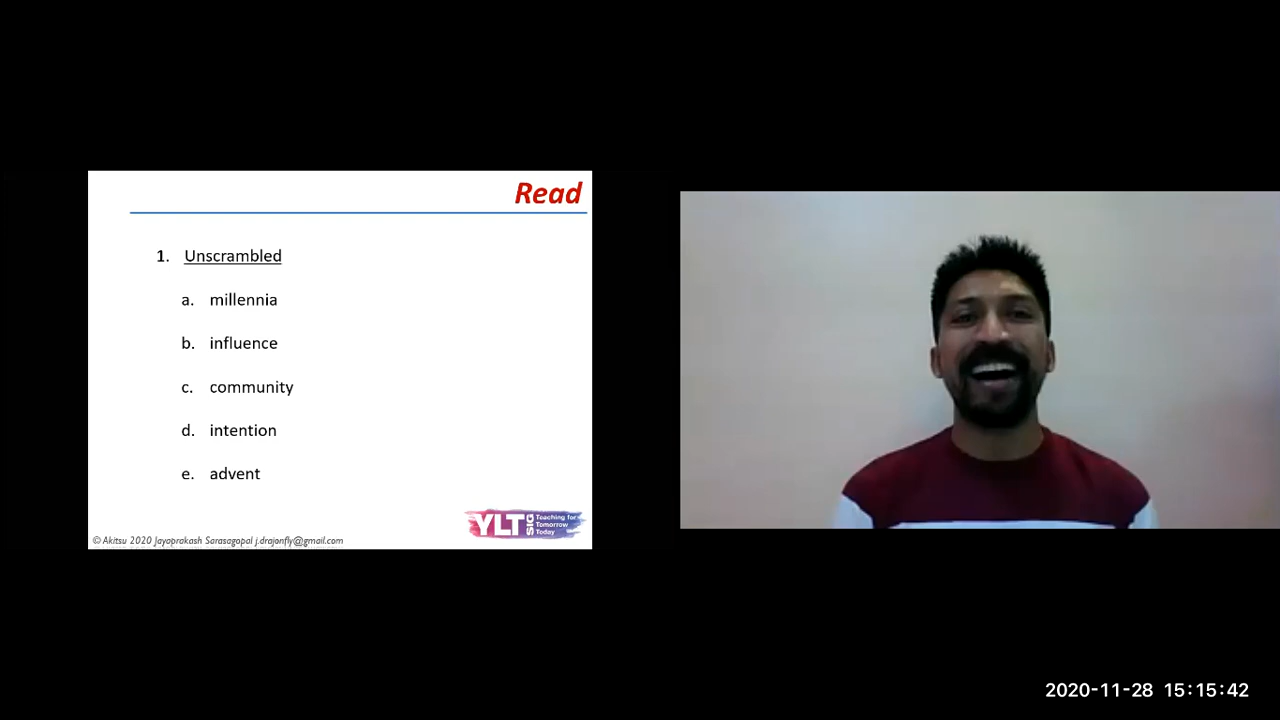 Read
1. Unscrambled
a. millennia
b. influence
c. community
d. intention
e. advent
YLT SIG Teaching for
Tomorrow
Today
© Akitsu 2020 Jayaprakash Sarasagopal j.drajonfly@gmail.com
2020-11-28 15:15:42